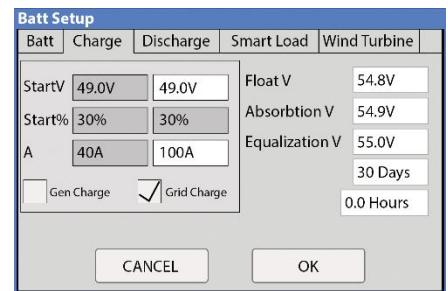 Batt Setup
Batt Charge Discharge Smart Load Wind Turbine
StartV 49.0V 49.0V
Start% 30% 30%
A 40A 100A
Gen Charge Grid Charge
Float V 54.8V
Absorbtion V 54.9V
Equalization V 55.0V
30 Days
0.0 Hours
CANCEL OK